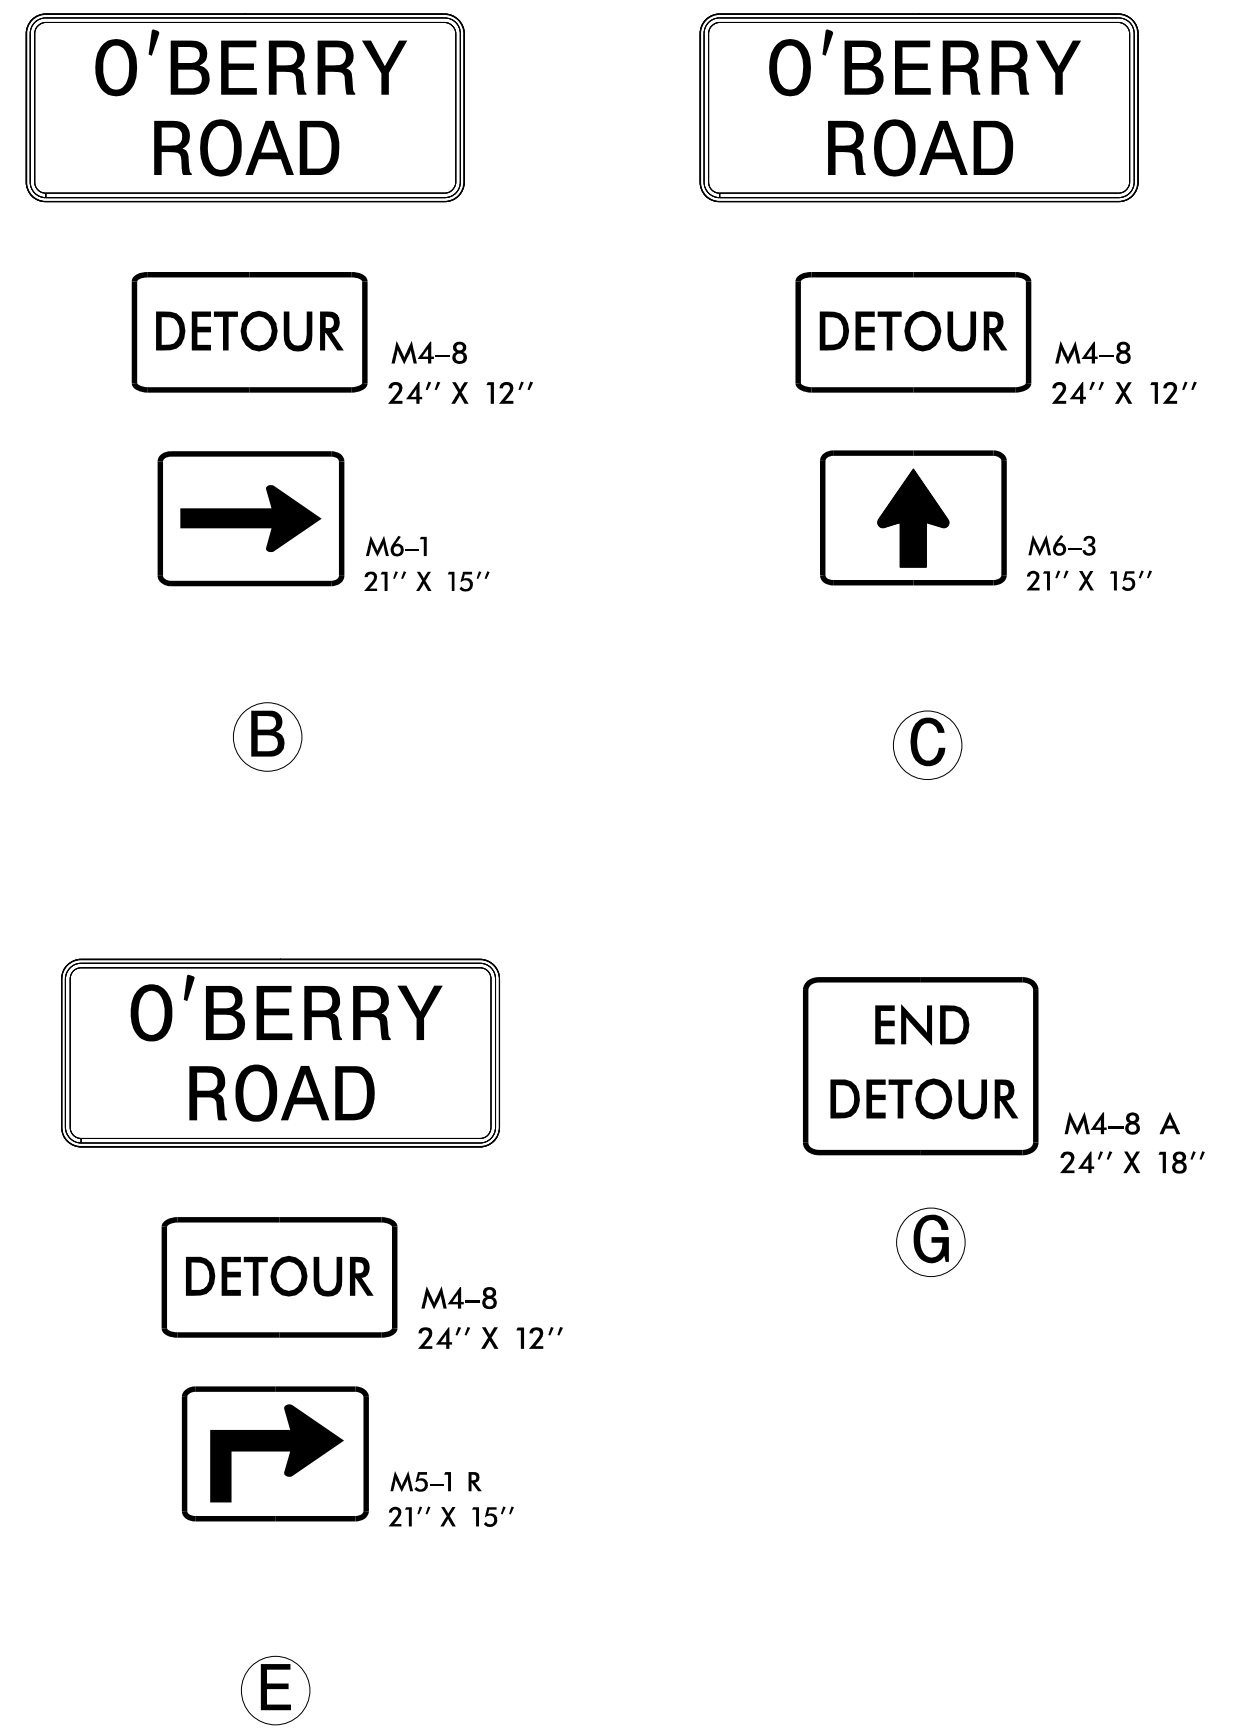 O'BERRY
ROAD
DETOUR
M4–8
24'' X 12''
M6–1
21'' X 15''
B
O'BERRY
ROAD
DETOUR
M4–8
24'' X 12''
M6–3
21'' X 15''
C
O'BERRY
ROAD
DETOUR
M4–8
24'' X 12''
M5–1 R
21'' X 15''
E
END
DETOUR
M4–8 A
24'' X 18''
G